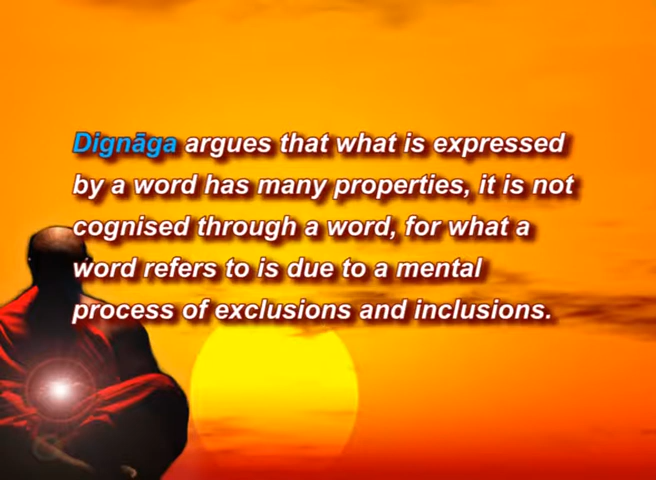 Dignāga argues that what is expressed
by a word has many properties, it is not
cognised through a word, for what a
word refers to is due to a mental
process of exclusions and inclusions.